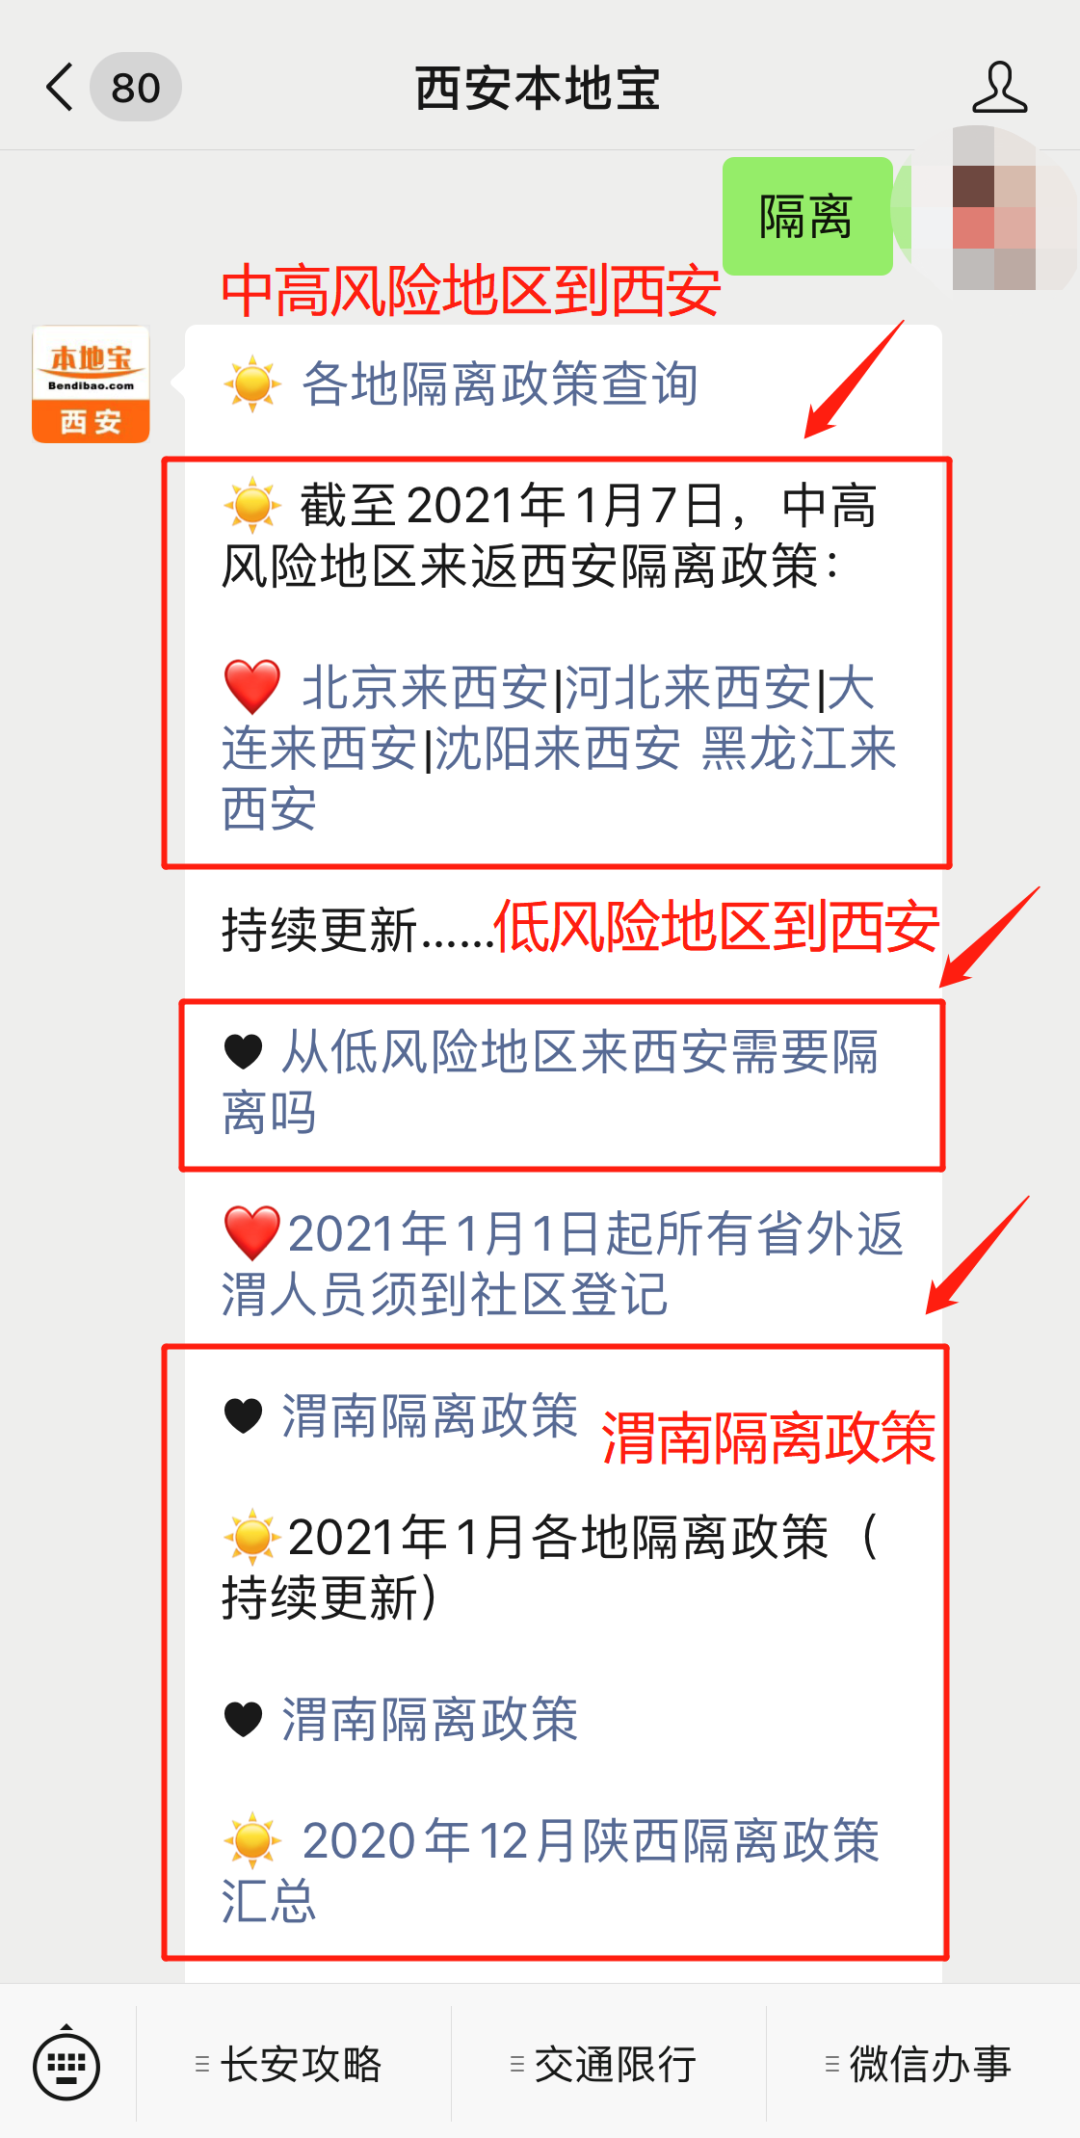 80
西安本地宝
隔离
中高风险地区到西安
本地宝
Bendibao.com
西安
各地隔离政策查询
截至2021年1月7日，中高
风险地区来返西安隔离政策：
北京来西安|河北来西安|大
连来西安|沈阳来西安 黑龙江来
西安
持续更新......低风险地区到西安
从低风险地区来西安需要隔
离吗
2021年1月1日起所有省外返
渭人员须到社区登记
渭南隔离政策 渭南隔离政策
2021年1月各地隔离政策（
持续更新）
渭南隔离政策
2020年12月陕西隔离政策
汇总
长安攻略 交通限行 微信办事